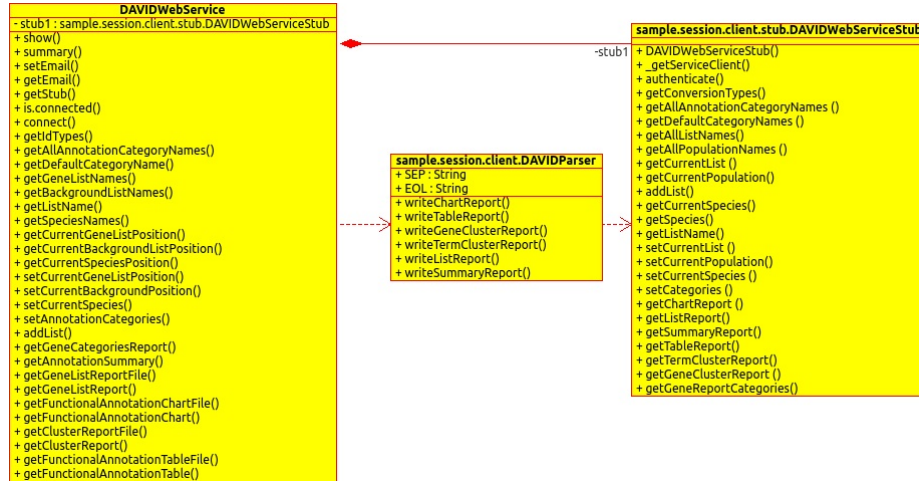 DAVIDWebService
- stub1 : sample.session.client.stub.DAVIDWebServiceStub
+ show()
+ summary()
+ setEmail()
+ getEmail()
+ getStub()
+ is.connected()
+ connect()
+ getIdTypes()
+ getAllAnnotationCategoryNames()
+ getDefaultCategoryName()
+ getGeneListNames()
+ getBackgroundListNames()
+ getListName()
+ getSpeciesNames()
+ getCurrentGeneListPosition()
+ getCurrentBackgroundListPosition()
+ getCurrentSpeciesPosition()
+ setCurrentGeneListPosition()
+ setCurrentBackgroundPosition()
+ setCurrentSpecies()
+ setAnnotationCategories()
+ addList()
+ getGeneCategoriesReport()
+ getAnnotationSummary()
+ getGeneListReportFile()
+ getGeneListReport()
+ getFunctionalAnnotationChartFile()
+ getFunctionalAnnotationChart()
+ getClusterReportFile()
+ getClusterReport()
+ getFunctionalAnnotationTableFile()
+ getFunctionalAnnotationTable()
sample.session.client.DAVIDParser
+ SEP : String
+ EOL : String
+ writeChartReport()
+ writeTableReport()
+ writeGeneClusterReport()
+ writeTermClusterReport()
+ writeListReport()
+ writeSummaryReport()
-stub1
sample.session.client.stub.DAVIDWebServiceStub
+ DAVIDWebServiceStub()
+ _getServiceClient()
+ authenticate()
+ getConversionTypes()
+ getAllAnnotationCategoryNames ()
+ getDefaultCategoryNames ()
+ getAllListNames()
+ getAllPopulationNames ()
+ getCurrentList ()
+ getCurrentPopulation()
+ addList()
+ getCurrentSpecies()
+ getSpecies()
+ getListName()
+ setCurrentList ()
+ setCurrentPopulation()
+ setCurrentSpecies ()
+ setCategories ()
+ getChartReport ()
+ getListReport()
+ getSummaryReport()
+ getTableReport()
+ getTermClusterReport()
+ getGeneClusterReport ()
+ getGeneReportCategories()